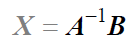 X = A⁻¹B